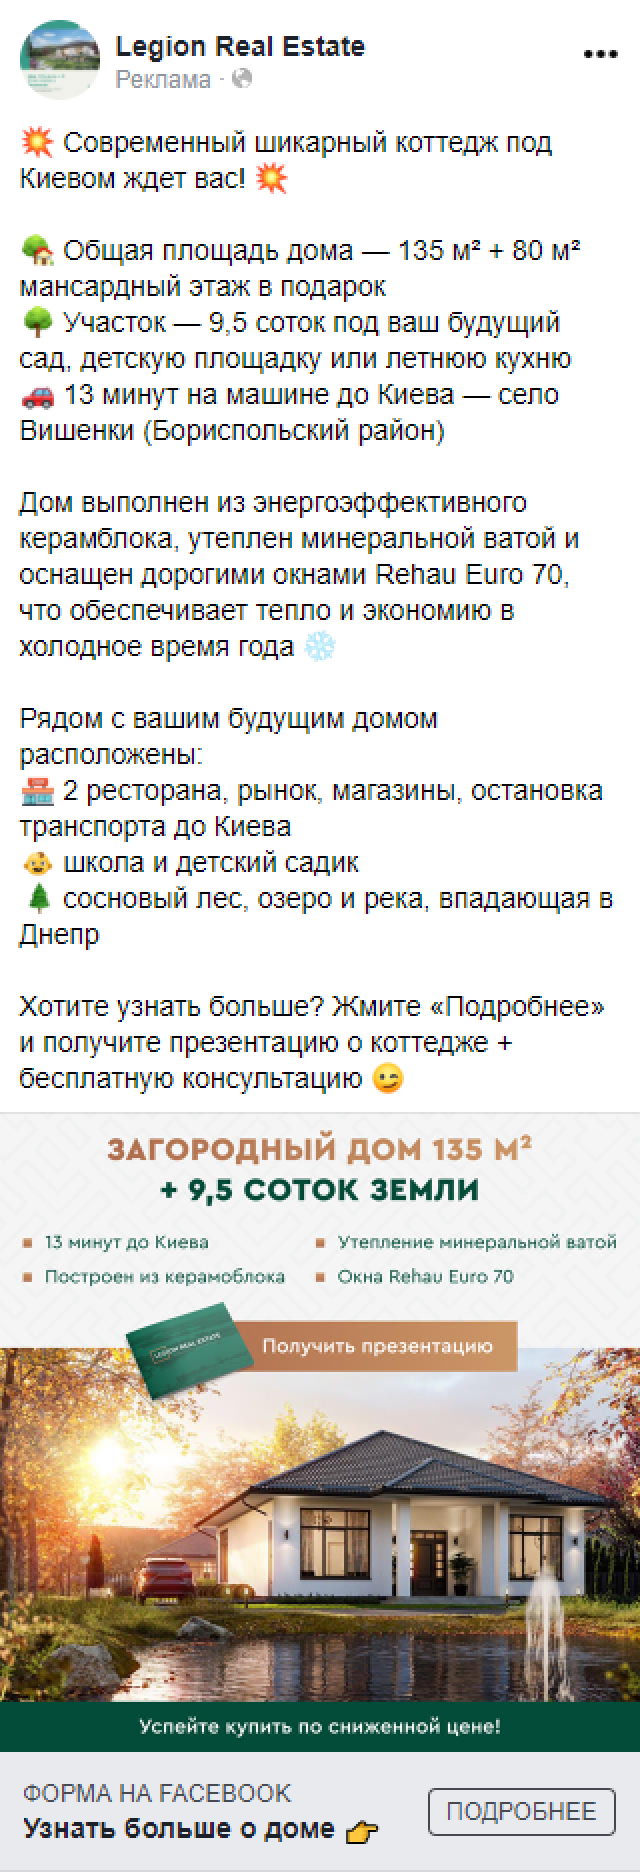 Legion Real Estate
Реклама ·
💥 Современный шикарный коттедж под
Киевом ждет вас! 💥
🏡 Общая площадь дома — 135 м² + 80 м²
мансардный этаж в подарок
🌳 Участок — 9,5 соток под ваш будущий
сад, детскую площадку или летнюю кухню
🚗 13 минут на машине до Киева — село
Вишенки (Бориспольский район)
Дом выполнен из энергоэффективного
керамблока, утеплен минеральной ватой и
оснащен дорогими окнами Rehau Euro 70,
что обеспечивает тепло и экономию в
холодное время года ❄️
Рядом с вашим будущим домом
расположены:
🏪 2 ресторана, рынок, магазины, остановка
транспорта до Киева
👶 школа и детский садик
🌲 сосновый лес, озеро и река, впадающая в
Днепр
Хотите узнать больше? Жмите «Подробнее»
и получите презентацию о коттедже +
бесплатную консультацию 😉
ЗАГОРОДНЫЙ ДОМ 135 М²
+ 9,5 СОТОК ЗЕМЛИ
13 минут до Киева
Построен из керамоблока
Утепление минеральной ватой
Окна Rehau Euro 70
LEGION REAL ESTATE
Получить презентацию
Успейте купить по сниженной цене!
ФОРМА НА FACEBOOK
Узнать больше о доме 👉
ПОДРОБНЕЕ